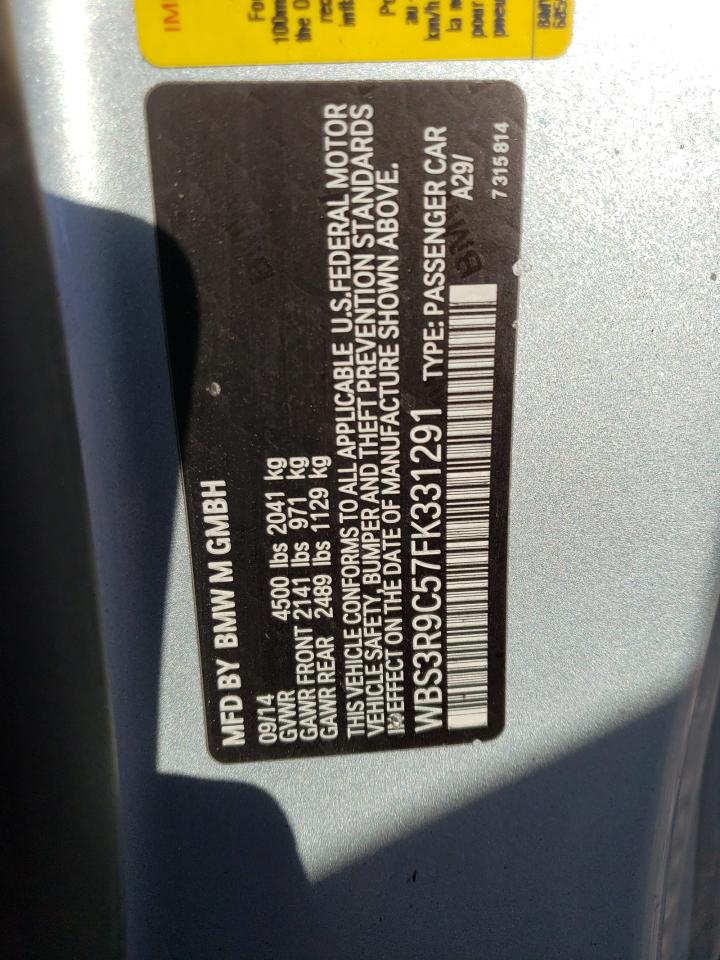 MFD BY BMW M GMBH
09/14
GVWR 4500 lbs 2041 kg
GAWR FRONT 2141 lbs 971 kg
GAWR REAR 2489 lbs 1129 kg
THIS VEHICLE CONFORMS TO ALL APPLICABLE U.S. FEDERAL MOTOR
VEHICLE SAFETY, BUMPER AND THEFT PREVENTION STANDARDS
IN EFFECT ON THE DATE OF MANUFACTURE SHOWN ABOVE.
WBS3R9C57FK331291 TYPE: PASSENGER CAR
A29/
7 315 814